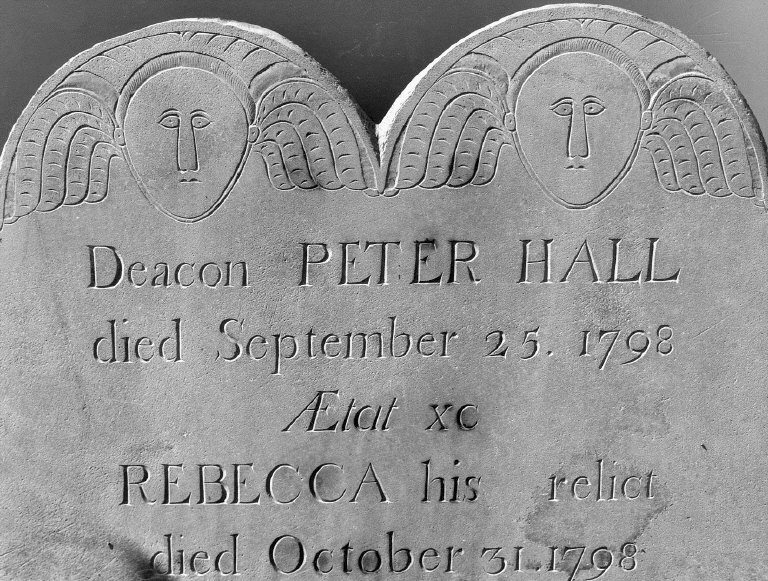 Deacon PETER HALL
died September 25. 1798
Ætat xc
REBECCA his relict
died October 31. 1798